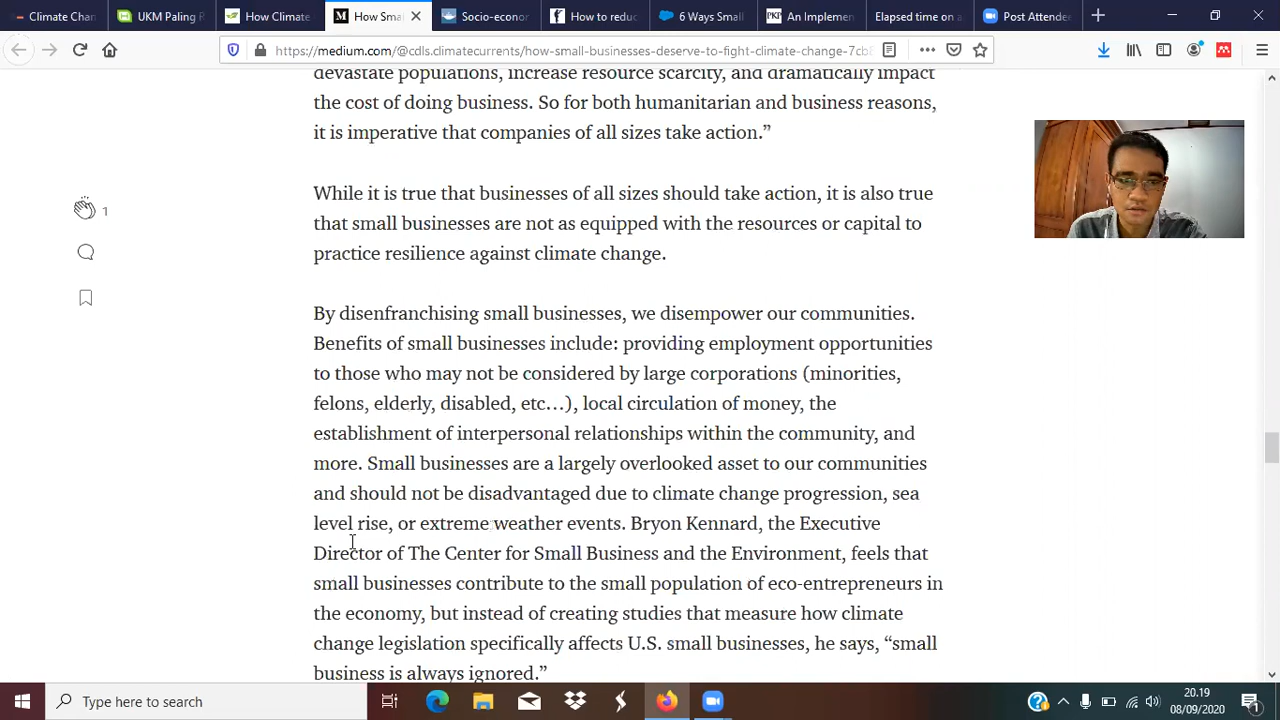 Climate Chan
UKM Paling R
How Climate
How Smal
Socio-econo
How to reduc
6 Ways Small
PKP
An Implemen
Elapsed time on a
Post Attende
https://medium.com/@cdls.climatecurrents/how-small-businesses-deserve-to-fight-climate-change-7cb8
devastate populations, increase resource scarcity, and dramatically impact
the cost of doing business. So for both humanitarian and business reasons,
it is imperative that companies of all sizes take action.”
While it is true that businesses of all sizes should take action, it is also true
that small businesses are not as equipped with the resources or capital to
practice resilience against climate change.
1
By disenfranchising small businesses, we disempower our communities.
Benefits of small businesses include: providing employment opportunities
to those who may not be considered by large corporations (minorities,
felons, elderly, disabled, etc…), local circulation of money, the
establishment of interpersonal relationships within the community, and
more. Small businesses are a largely overlooked asset to our communities
and should not be disadvantaged due to climate change progression, sea
level rise, or extreme weather events. Bryon Kennard, the Executive
Director of The Center for Small Business and the Environment, feels that
small businesses contribute to the small population of eco-entrepreneurs in
the economy, but instead of creating studies that measure how climate
change legislation specifically affects U.S. small businesses, he says, “small
business is always ignored.”
Type here to search
20.19
08/09/2020
1